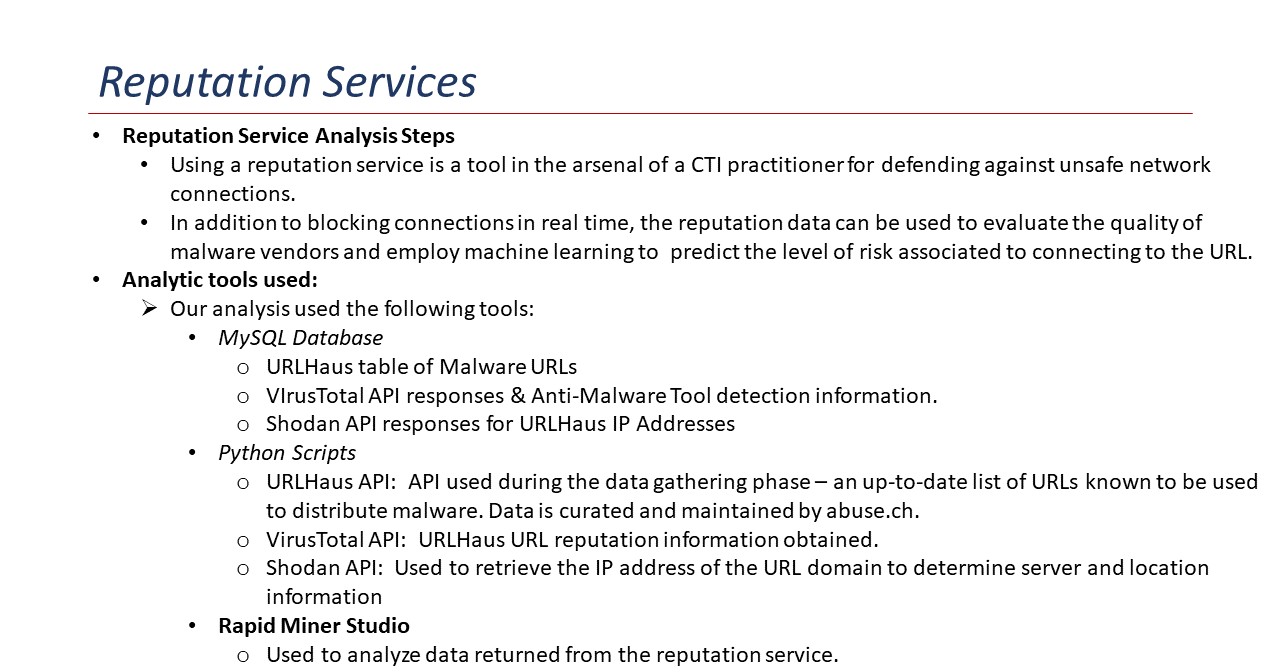 Reputation Services
• Reputation Service Analysis Steps
• Using a reputation service is a tool in the arsenal of a CTI practitioner for defending against unsafe network
connections.
• In addition to blocking connections in real time, the reputation data can be used to evaluate the quality of
malware vendors and employ machine learning to predict the level of risk associated to connecting to the URL.
• Analytic tools used:
➢ Our analysis used the following tools:
• MySQL Database
o URLHaus table of Malware URLs
o VIrusTotal API responses & Anti-Malware Tool detection information.
o Shodan API responses for URLHaus IP Addresses
• Python Scripts
o URLHaus API: API used during the data gathering phase – an up-to-date list of URLs known to be used
to distribute malware. Data is curated and maintained by abuse.ch.
o VirusTotal API: URLHaus URL reputation information obtained.
o Shodan API: Used to retrieve the IP address of the URL domain to determine server and location
information
• Rapid Miner Studio
o Used to analyze data returned from the reputation service.